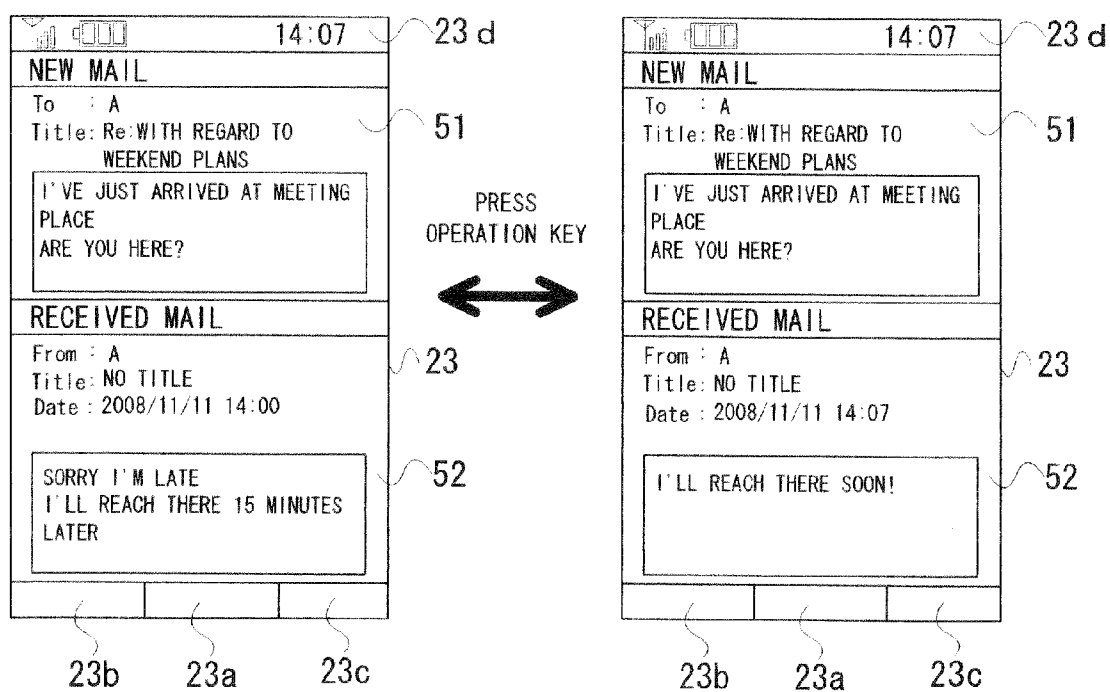 14:07
23d
NEW MAIL
To : A
51
Title: Re:WITH REGARD TO
WEEKEND PLANS
I'VE JUST ARRIVED AT MEETING
PLACE
ARE YOU HERE?
RECEIVED MAIL
From : A
23
Title: NO TITLE
Date : 2008/11/11 14:00
52
SORRY I'M LATE
I'LL REACH THERE 15 MINUTES
LATER
23b 23a 23c
PRESS
OPERATION KEY
14:07
23d
NEW MAIL
To : A
51
Title: Re:WITH REGARD TO
WEEKEND PLANS
I'VE JUST ARRIVED AT MEETING
PLACE
ARE YOU HERE?
RECEIVED MAIL
From : A
23
Title: NO TITLE
Date : 2008/11/11 14:07
52
I'LL REACH THERE SOON!
23b 23a 23c